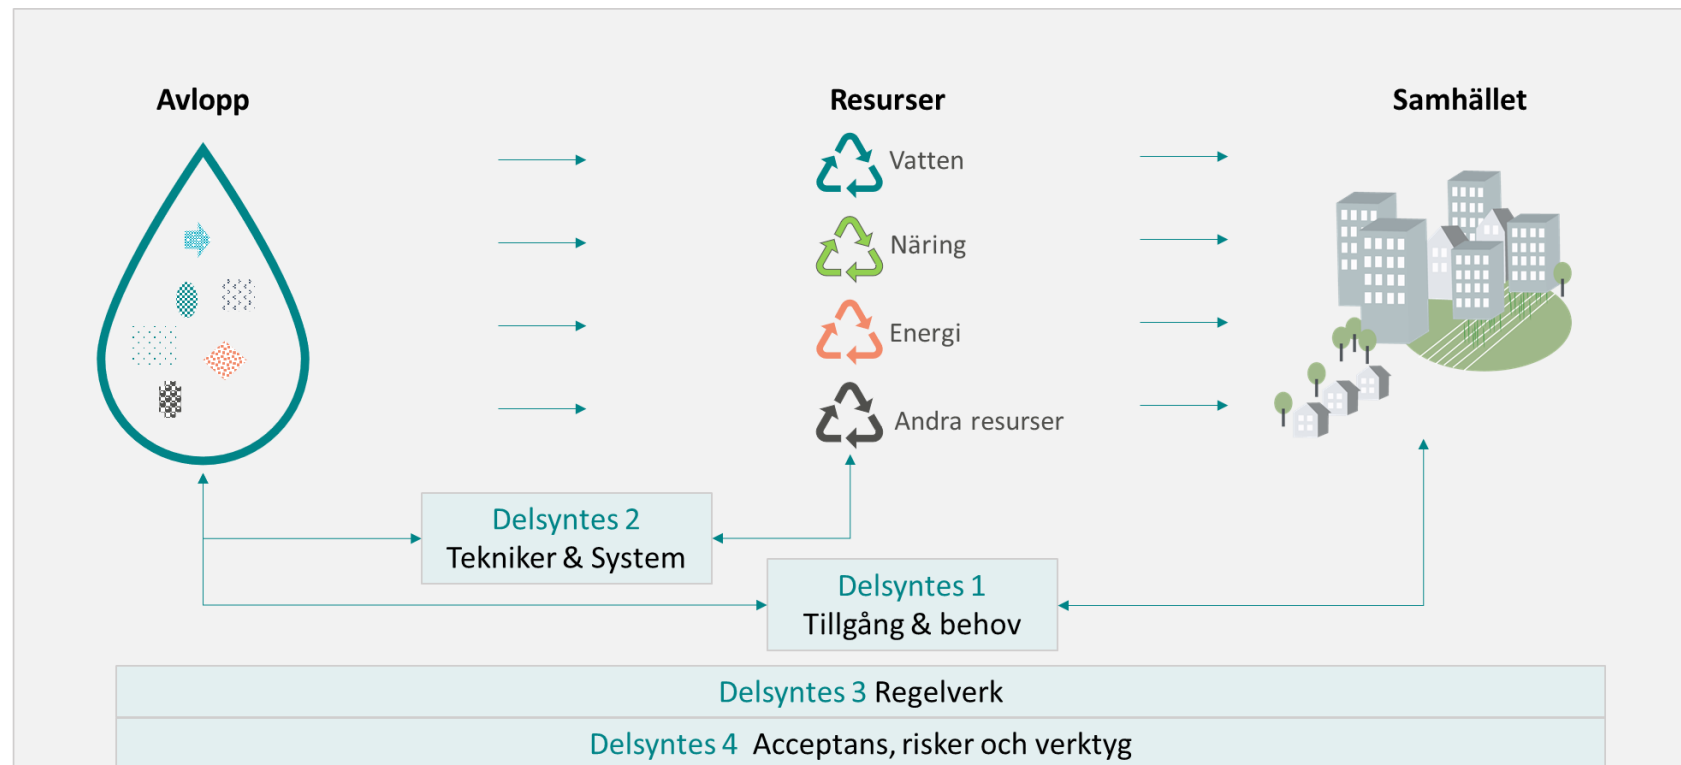 Avlopp
Resurser
Samhället
Vatten
Näring
Energi
Andra resurser
Delsyntes 2
Tekniker & System
Delsyntes 1
Tillgång & behov
Delsyntes 3 Regelverk
Delsyntes 4 Acceptans, risker och verktyg